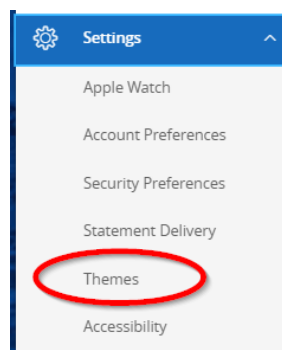 Settings
Apple Watch
Account Preferences
Security Preferences
Statement Delivery
Themes
Accessibility